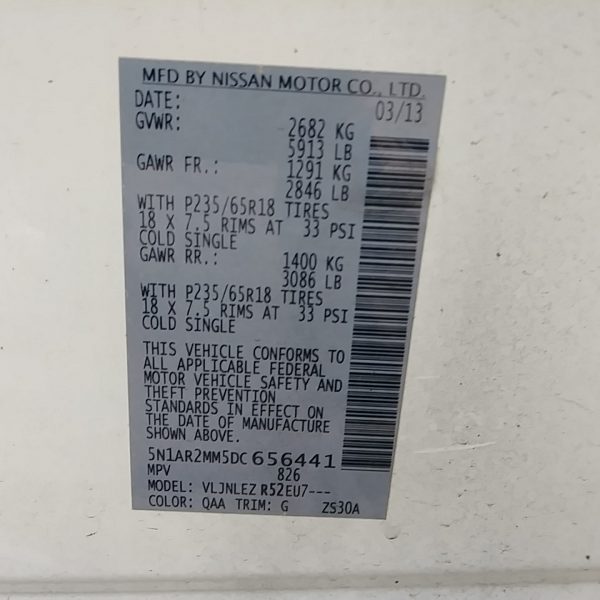 MFD BY NISSAN MOTOR CO., LTD.
DATE: 03/13
GVWR: 2682 KG
5913 LB
GAWR FR.: 1291 KG
2846 LB
WITH P235/65R18 TIRES
18 X 7.5 RIMS AT 33 PSI
COLD SINGLE
GAWR RR.: 1400 KG
3086 LB
WITH P235/65R18 TIRES
18 X 7.5 RIMS AT 33 PSI
COLD SINGLE
THIS VEHICLE CONFORMS TO
ALL APPLICABLE FEDERAL
MOTOR VEHICLE SAFETY AND
THEFT PREVENTION
STANDARDS IN EFFECT ON
THE DATE OF MANUFACTURE
SHOWN ABOVE.
5N1AR2MM5DC656441
MPV 826
MODEL: VLJNLEZ R52EU7---
COLOR: QAA TRIM: G ZS30A